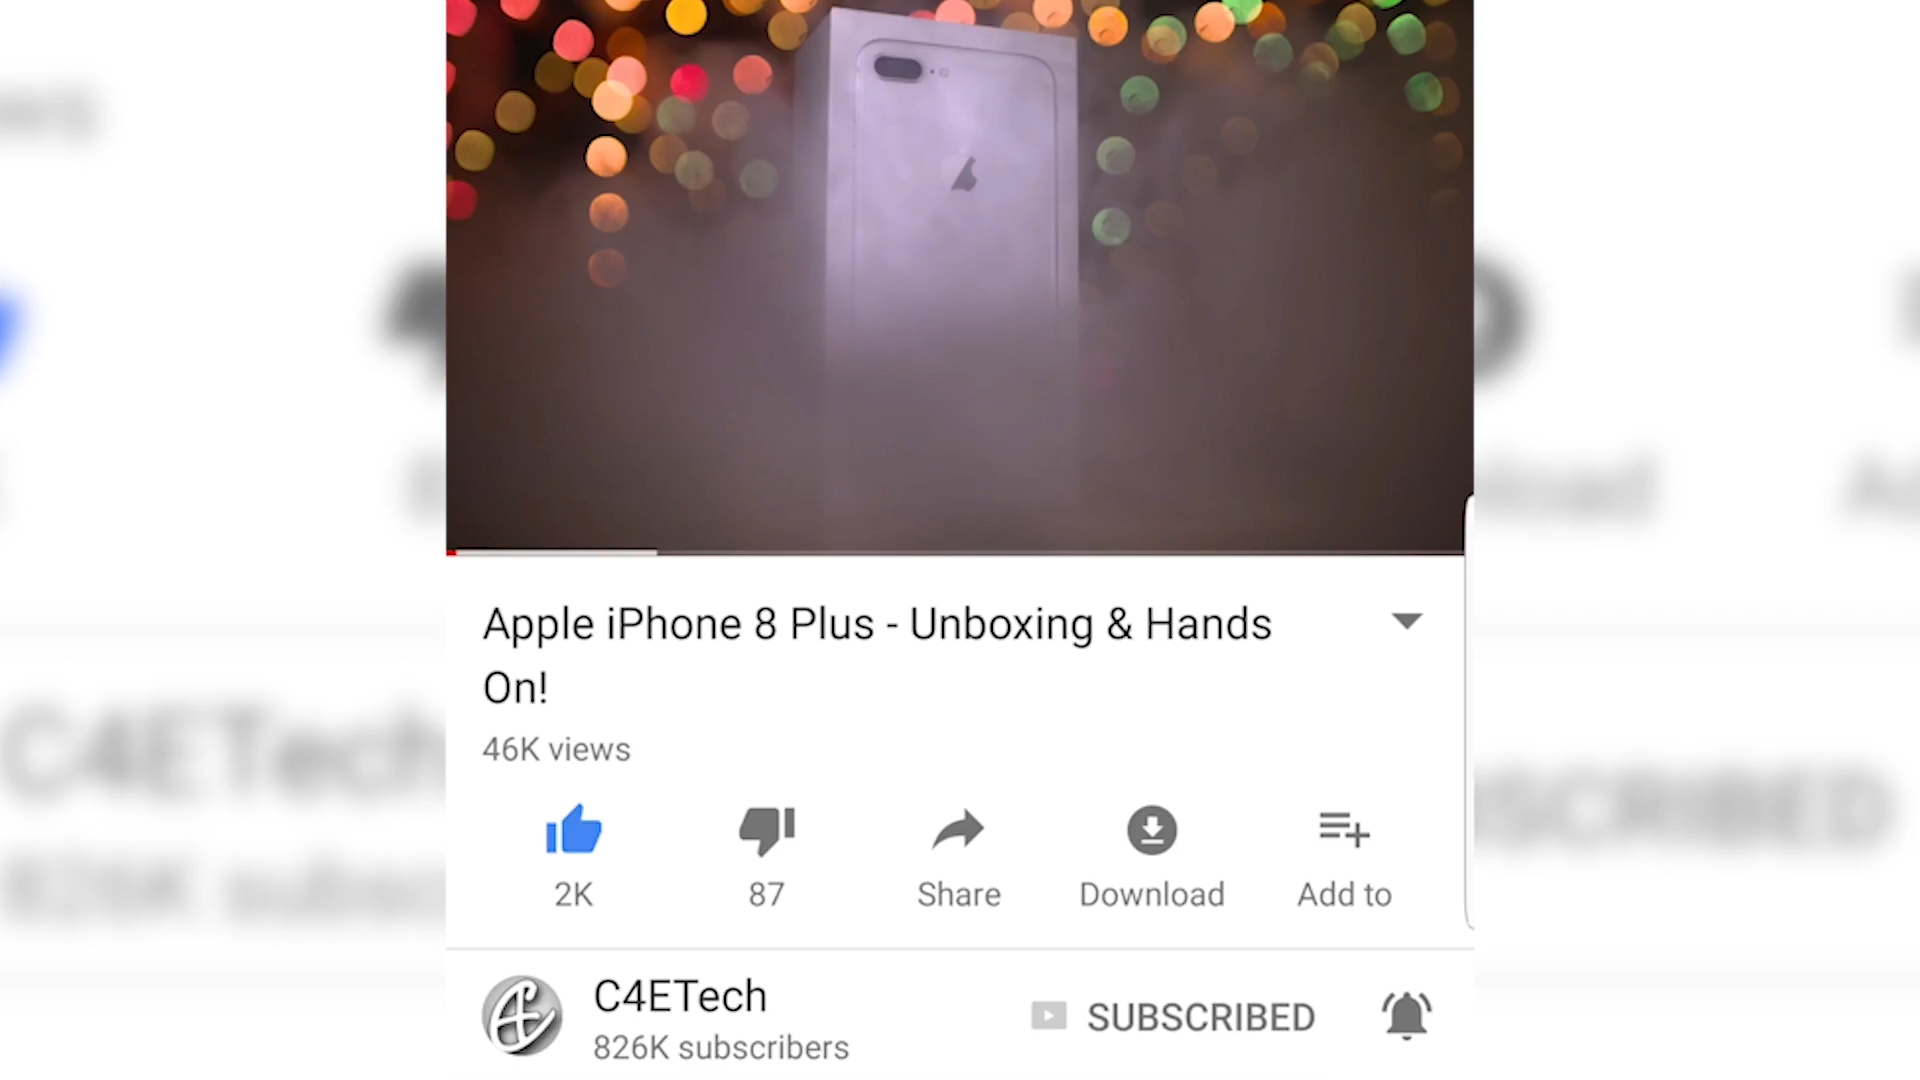 Apple iPhone 8 Plus - Unboxing & Hands
On!
46K views
2K
87
Share
Download
Add to
C4ETech
826K subscribers
SUBSCRIBED